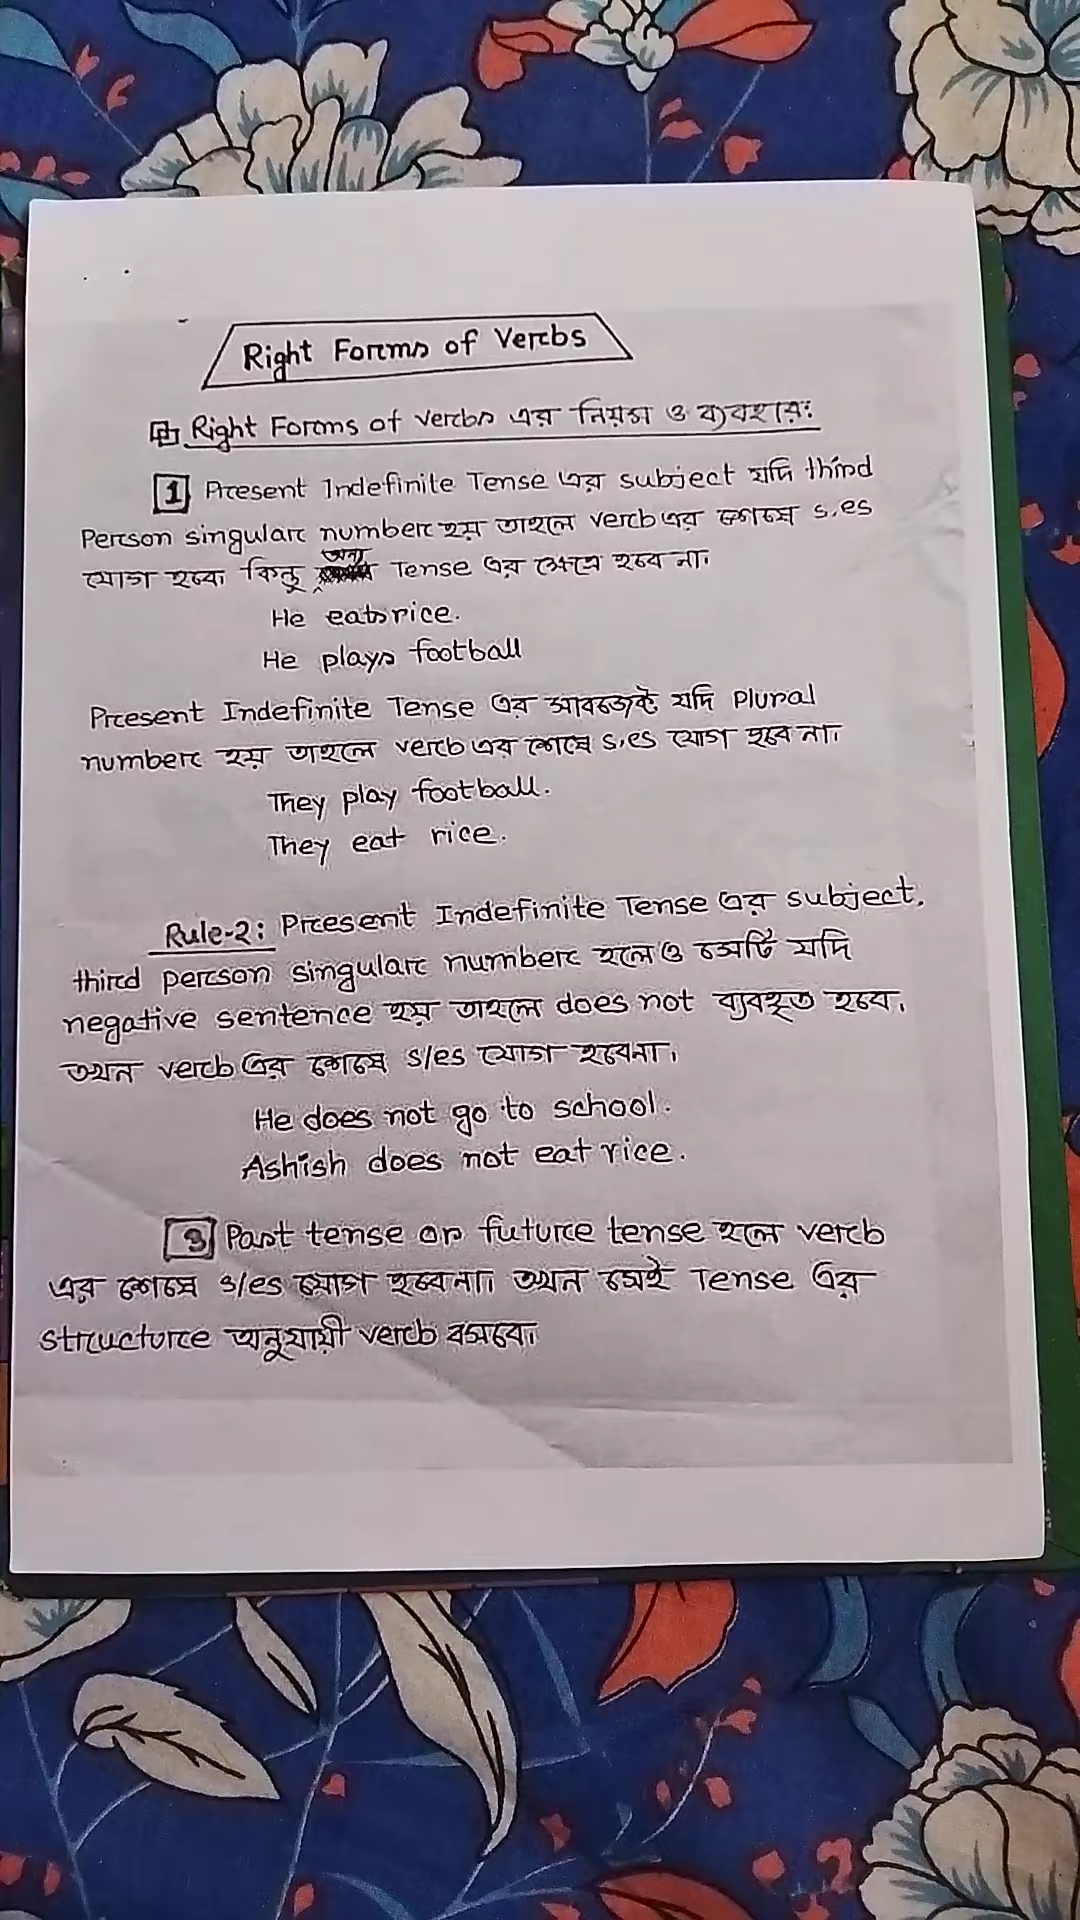 Right Forms of Verbs
Right Forms of verbs এর নিয়ম ও ব্যবহার:
1 Present Indefinite Tense এর subject যদি third
Person singular number হয় তাহলে verb এর শেষে s,es
যোগ হবে। কিন্তু অন্য Tense এর ক্ষেত্রে হবে না।
He eats rice.
He plays football
Present Indefinite Tense এর সাবজেক্ট যদি Plural
number হয় তাহলে verb এর শেষে s,es যোগ হবে না।
They play football.
They eat rice.
Rule-2: Present Indefinite Tense এর subject,
third person singular number হলে ও সেটি যদি
negative sentence হয় তাহলে does not ব্যবহৃত হবে।
তখন verb এর শেষে s/es যোগ হবেনা।
He does not go to school.
Ashish does not eat rice.
3 Past tense or future tense হলে verb
এর শেষে s/es যোগ হবেনা। তখন সেই Tense এর
structure অনুযায়ী verb বসবে।